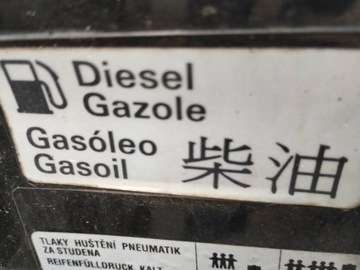 Diesel
Gazole
Gasóleo
Gasoil 柴油
TLAKY HUŠTĚNÍ PNEUMATIK
ZA STUDENA
REIFENFÜLLDRUCK KALT